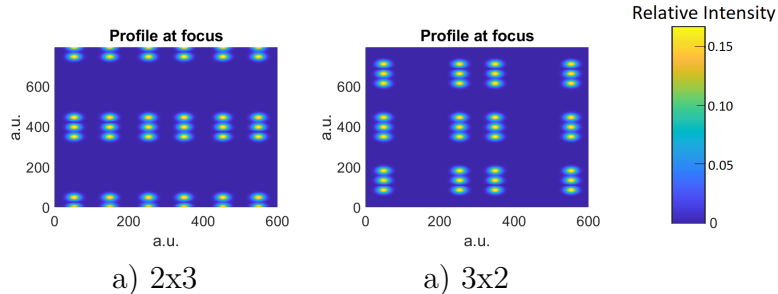 Relative Intensity
Profile at focus
600
400
200
0
a.u.
0 200 400 600
a.u.
a) 2x3
Profile at focus
600
400
200
0
a.u.
0 200 400 600
a.u.
a) 3x2
0.15
0.10
0.05
0